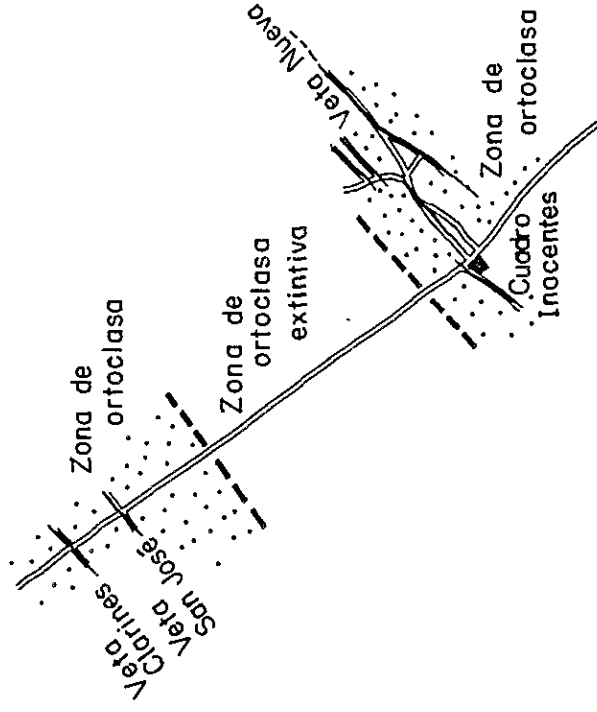 Veta
Clarines
Veta
San José
Zona de
ortoclasa
Zona de
ortoclasa
extintiva
Cuadro
Inocentes
Veta Nueva
Zona de
ortoclasa